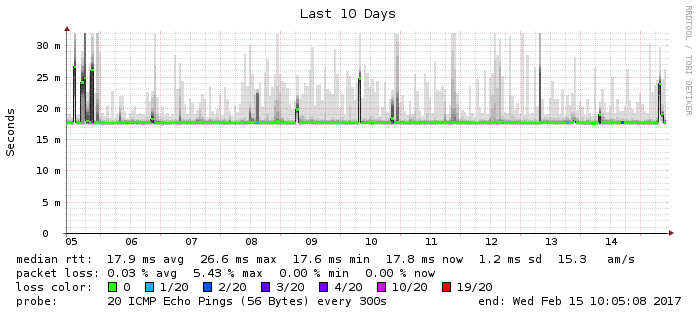 Last 10 Days
RRDTOOL / TOBI OETIKER
Seconds
30 m
25 m
20 m
15 m
10 m
5 m
0
05 06 07 08 09 10 11 12 13 14
median rtt: 17.9 ms avg 26.6 ms max 17.6 ms min 17.8 ms now 1.2 ms sd 15.3 am/s
packet loss: 0.03 % avg 5.43 % max 0.00 % min 0.00 % now
loss color: 0 1/20 2/20 3/20 4/20 10/20 19/20
probe: 20 ICMP Echo Pings (56 Bytes) every 300s end: Wed Feb 15 10:05:08 2017